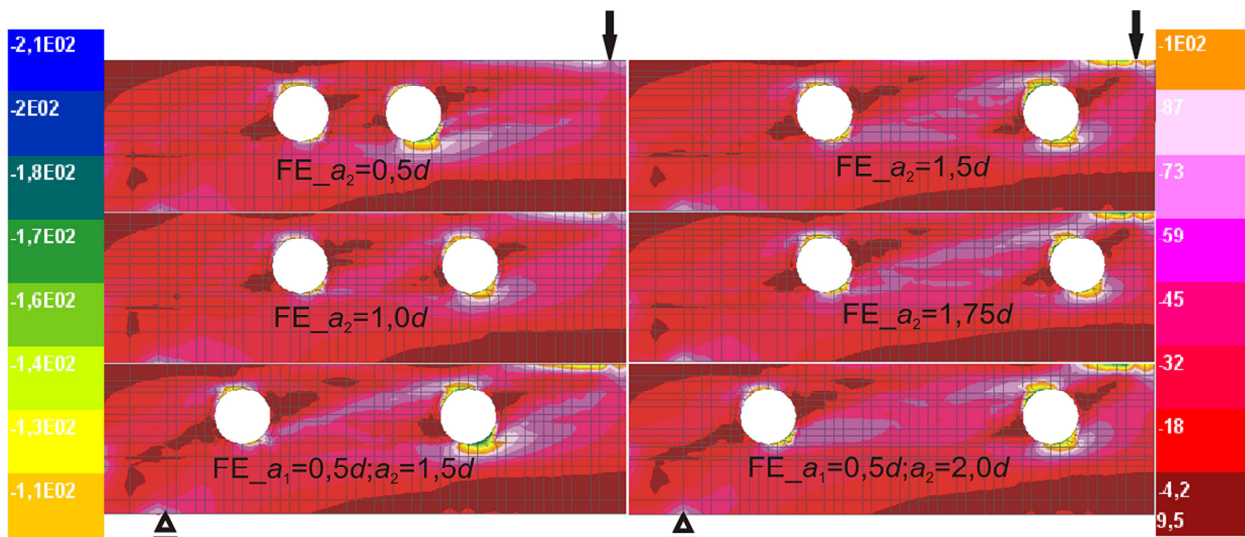 -2,1E02
-2E02
-1,8E02
-1,7E02
-1,6E02
-1,4E02
-1,3E02
-1,1E02
FE_a₂=0,5d
FE_a₂=1,5d
FE_a₂=1,0d
FE_a₂=1,75d
FE_a₁=0,5d;a₂=1,5d
FE_a₁=0,5d;a₂=2,0d
-1E02
-87
-73
-59
-45
-32
-18
-4,2
9,5